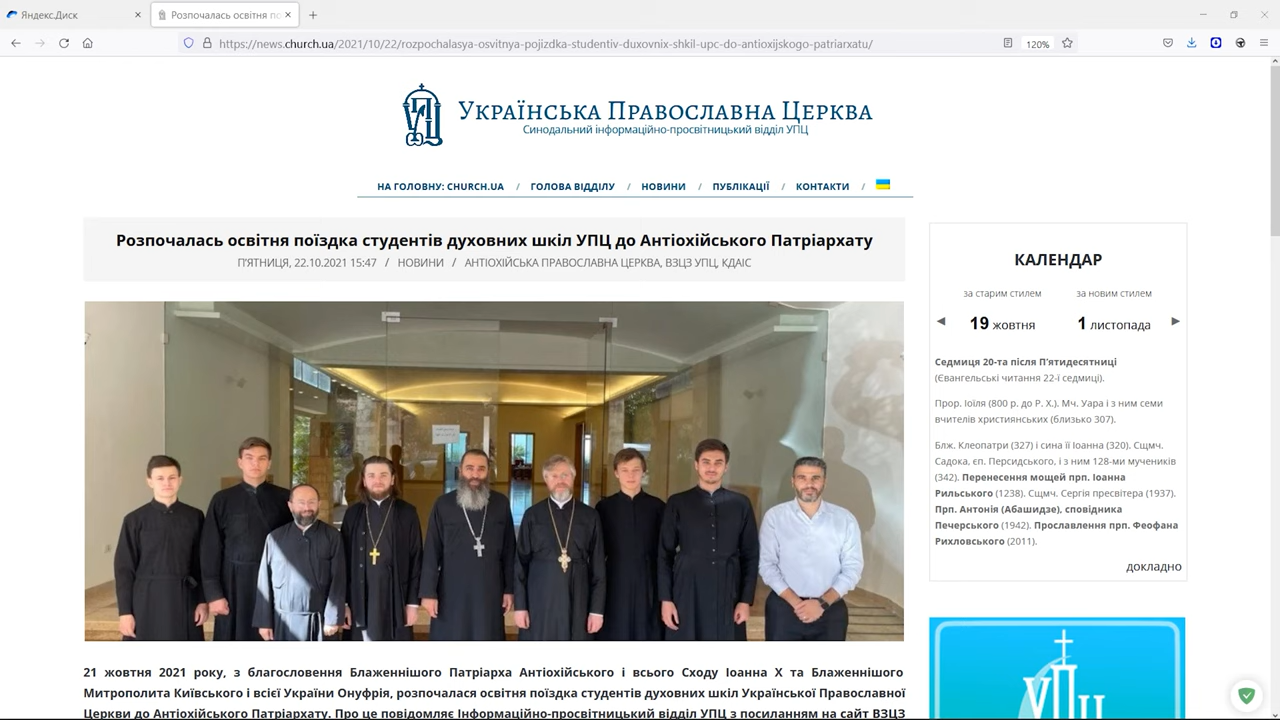 Яндекс.Диск
Розпочалась освітня по
https://news.church.ua/2021/10/22/rozpochalasya-osvitnya-pojizdka-studentiv-duxovnix-shkil-upc-do-antioxijskogo-patriarxatu/
120%
Українська Православна Церква
Синодальний інформаційно-просвітницький відділ УПЦ
НА ГОЛОВНУ: CHURCH.UA / ГОЛОВА ВІДДІЛУ / НОВИНИ / ПУБЛІКАЦІЇ / КОНТАКТИ /
Розпочалась освітня поїздка студентів духовних шкіл УПЦ до Антіохійського Патріархату
П'ЯТНИЦЯ, 22.10.2021 15:47 / НОВИНИ / АНТІОХІЙСЬКА ПРАВОСЛАВНА ЦЕРКВА, ВЗЦЗ УПЦ, КДАІС
21 жовтня 2021 року, з благословення Блаженнішого Патріарха Антіохійського і всього Сходу Іоанна X та Блаженнішого
Митрополита Київського і всієї України Онуфрія, розпочалася освітня поїздка студентів духовних шкіл Української Православної
Церкви до Антіохійського Патріархату. Про це повідомляє Інформаційно-просвітницький відділ УПЦ з посиланням на сайт ВЗЦЗ
КАЛЕНДАР
за старим стилем за новим стилем
19 жовтня 1 листопада
Седмиця 20-та після П'ятидесятниці
(Євангельські читання 22-ї седмиці).
Прор. Іоїля (800 р. до Р. Х.). Мч. Уара і з ним семи
вчителів християнських (близько 307).
Блж. Клеопатри (327) і сина її Іоанна (320). Сщмч.
Садока, єп. Персидського, і з ним 128-ми мучеників
(342). Перенесення мощей прп. Іоанна
Рильського (1238). Сщмч. Сергія пресвітера (1937).
Прп. Антонія (Абашидзе), сповідника
Печерського (1942). Прославлення прп. Феофана
Рихловського (2011).
докладно
УПЦ